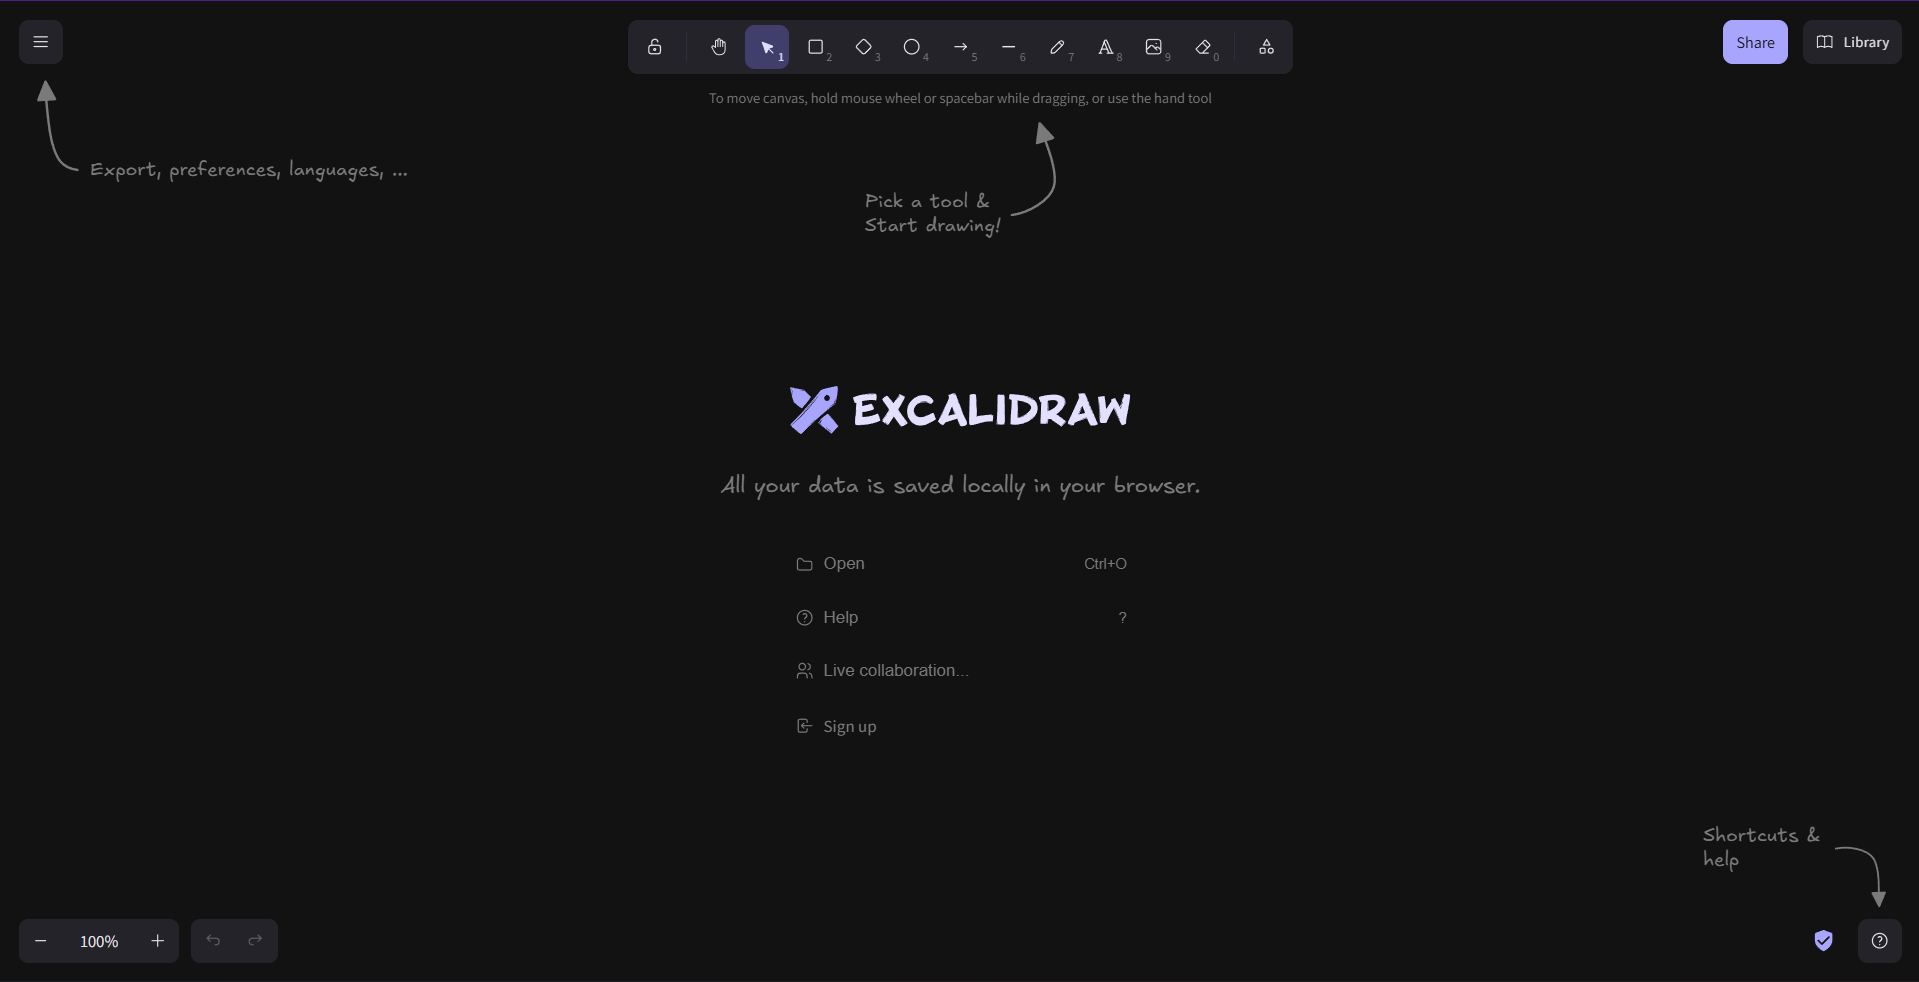 1 2 3 4 5 6 7 8 9 0
Share
Library
To move canvas, hold mouse wheel or spacebar while dragging, or use the hand tool
Export, preferences, languages, ...
Pick a tool &
Start drawing!
EXCALIDRAW
All your data is saved locally in your browser.
Open Ctrl+O
Help ?
Live collaboration...
Sign up
Shortcuts &
help
100%